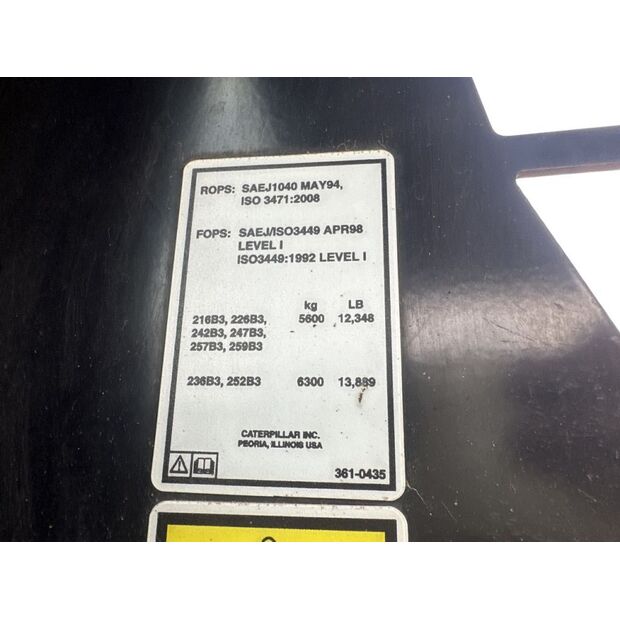 ROPS: SAEJ1040 MAY94,
ISO 3471:2008
FOPS: SAEJ/ISO3449 APR98
LEVEL I
ISO3449:1992 LEVEL I
kg LB
216B3, 226B3, 5600 12,348
242B3, 247B3,
257B3, 259B3
236B3, 252B3 6300 13,889
CATERPILLAR INC.
PEORIA, ILLINOIS USA
361-0435